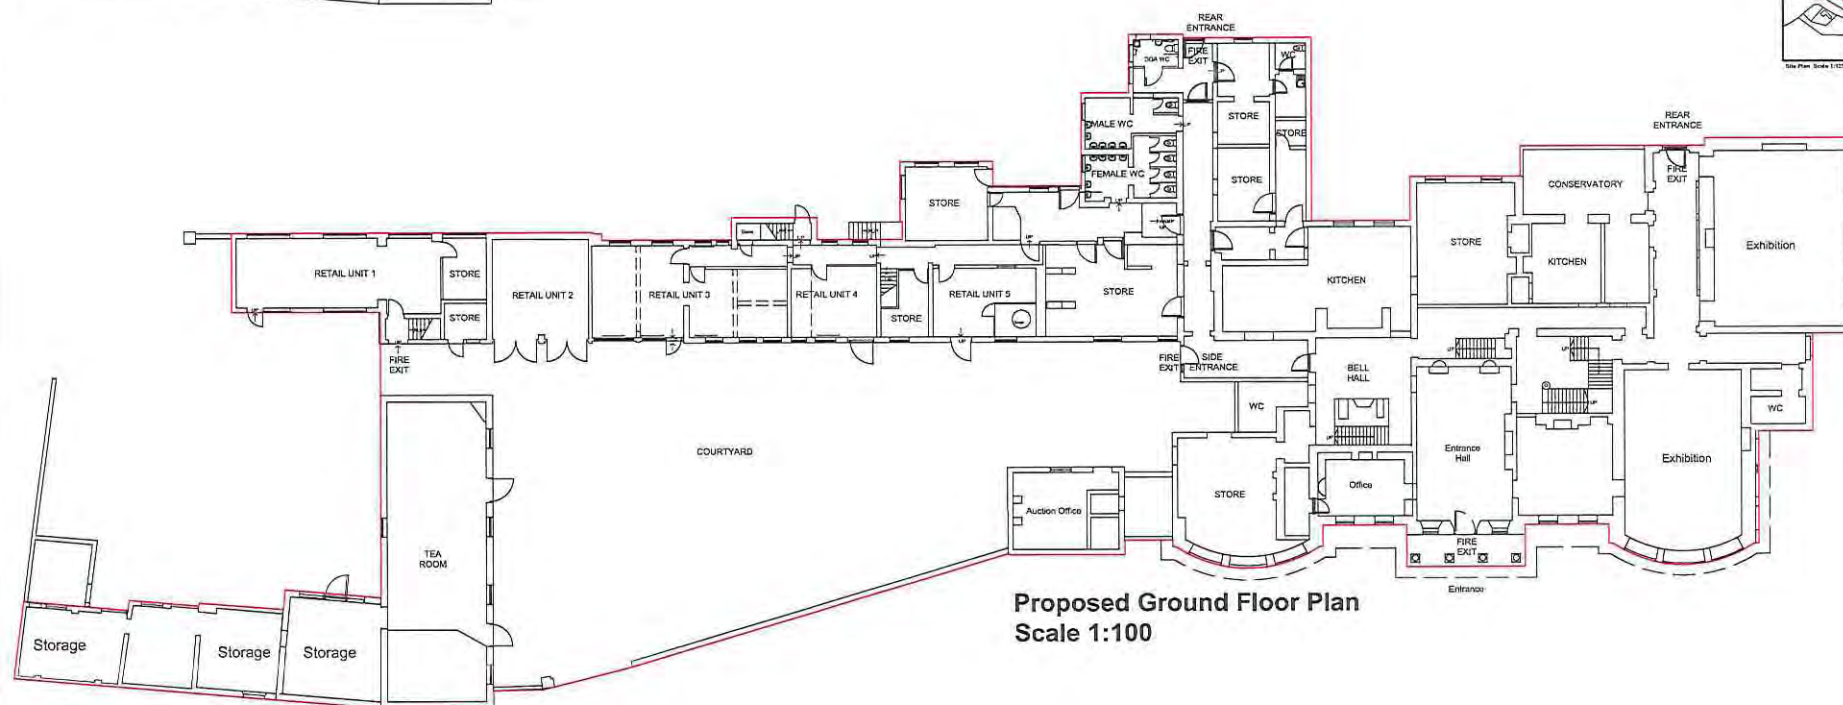 REAR
ENTRANCE
Site Plan Scale
FIRE
EXIT
WC
MALE WC
STORE
STORE
REAR
ENTRANCE
FIRE
EXIT
FEMALE WC
STORE
CONSERVATORY
STORE
STORE
Exhibition
RETAIL UNIT 1
STORE
KITCHEN
KITCHEN
RETAIL UNIT 2
RETAIL UNIT 3
RETAIL UNIT 4
RETAIL UNIT 5
STORE
STORE
STORE
FIRE
EXIT
FIRE
EXIT
SIDE
ENTRANCE
BELL
HALL
WC
WC
COURTYARD
Entrance
Hall
Exhibition
Office
STORE
Auction Office
TEA
ROOM
FIRE
EXIT
Entrance
Proposed Ground Floor Plan
Scale 1:100
Storage
Storage
Storage